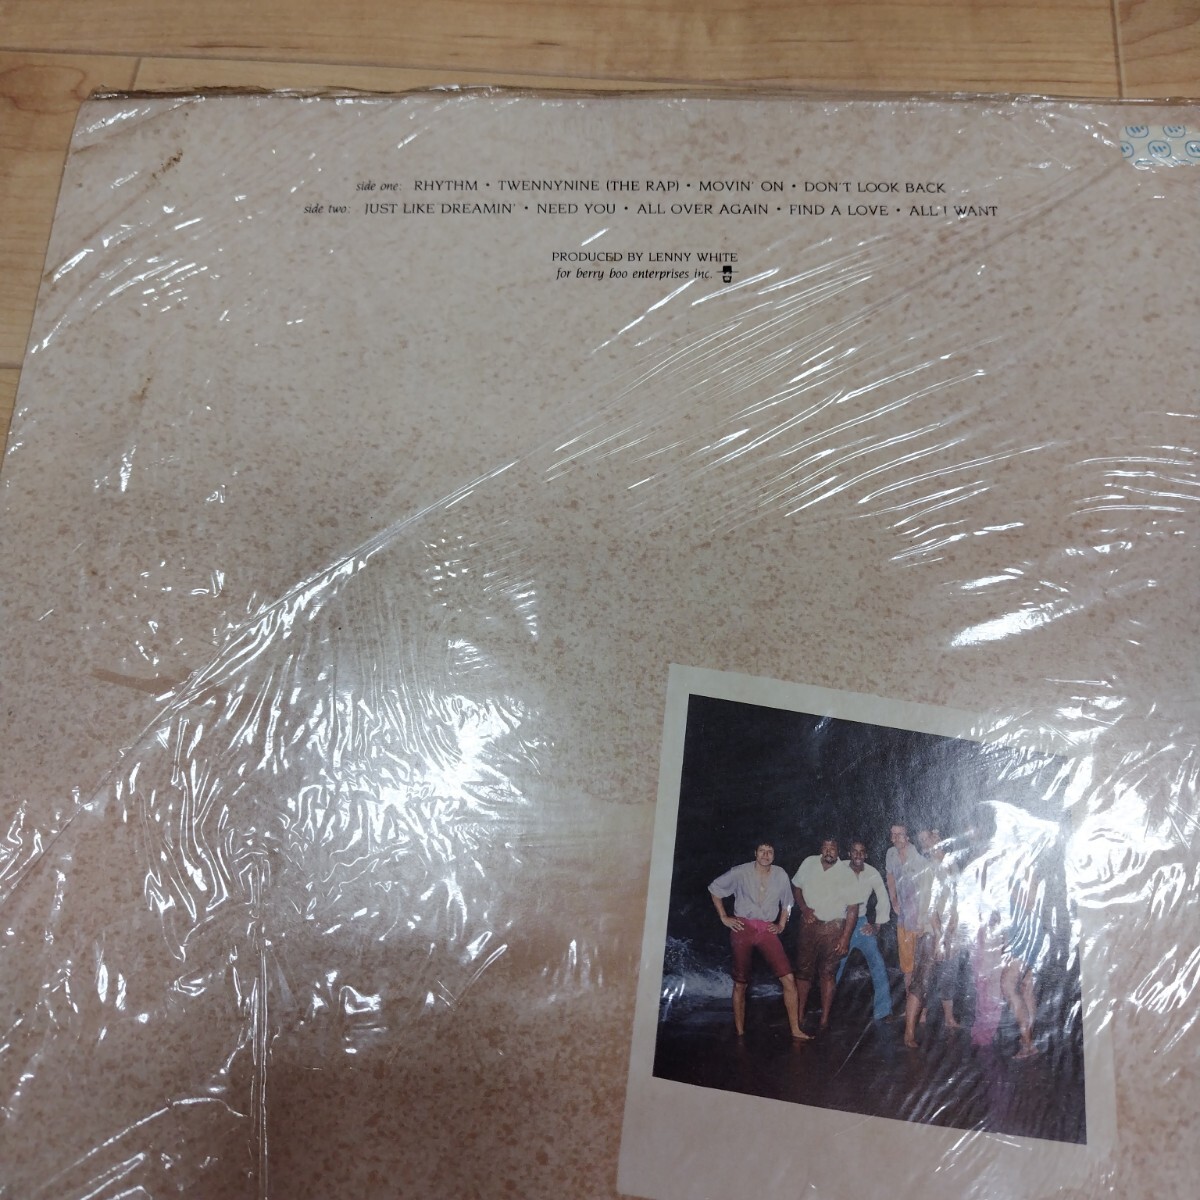 side one: RHYTHM • TWENNYNINE (THE RAP) • MOVIN' ON • DON'T LOOK BACK
side two: JUST LIKE DREAMIN' • NEED YOU • ALL OVER AGAIN • FIND A LOVE • ALL I WANT
PRODUCED BY LENNY WHITE
for berry boo enterprises inc.